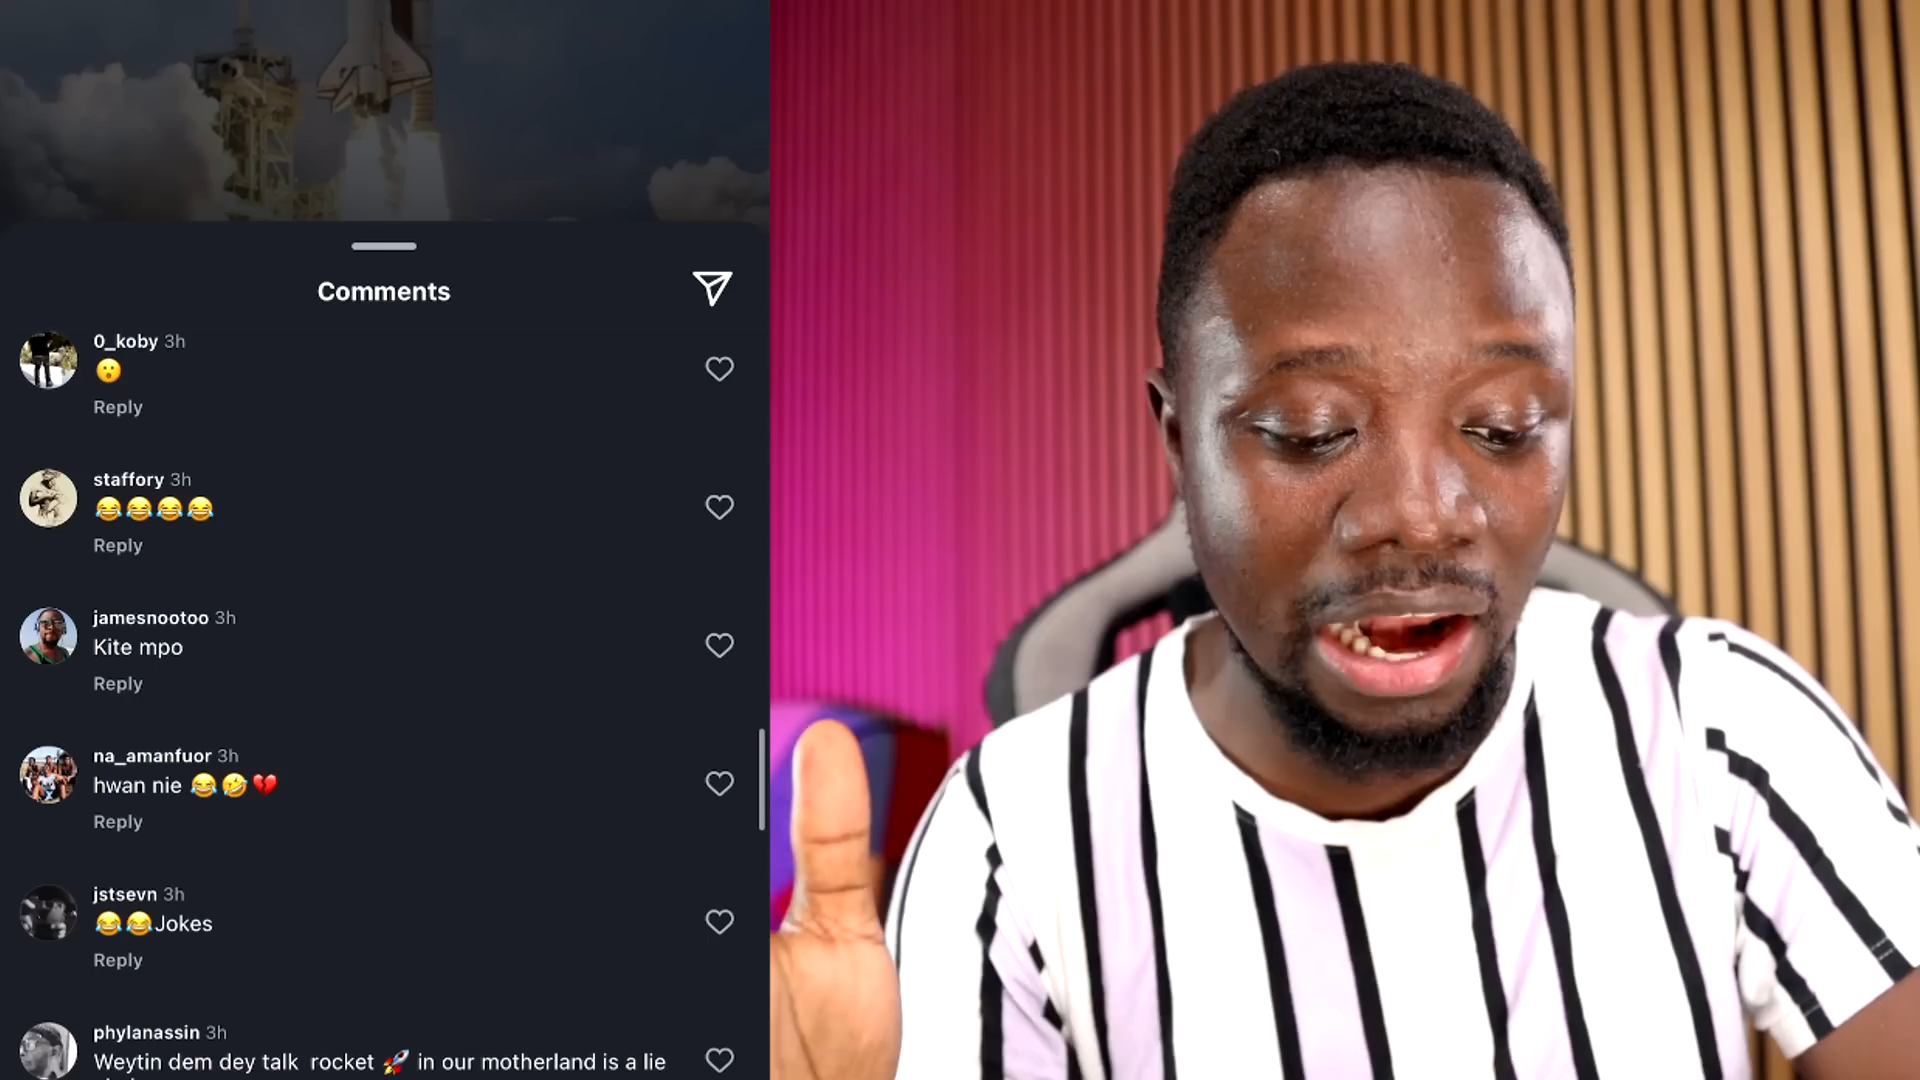 Comments
0_koby 3h
😮
Reply
staffory 3h
😂😂😂😂
Reply
jamesnootoo 3h
Kite mpo
Reply
na_amanfuor 3h
hwan nie 😂🤣💔
Reply
jstsevn 3h
😂😂Jokes
Reply
phylanassin 3h
Weytin dem dey talk rocket 🚀 in our motherland is a lie